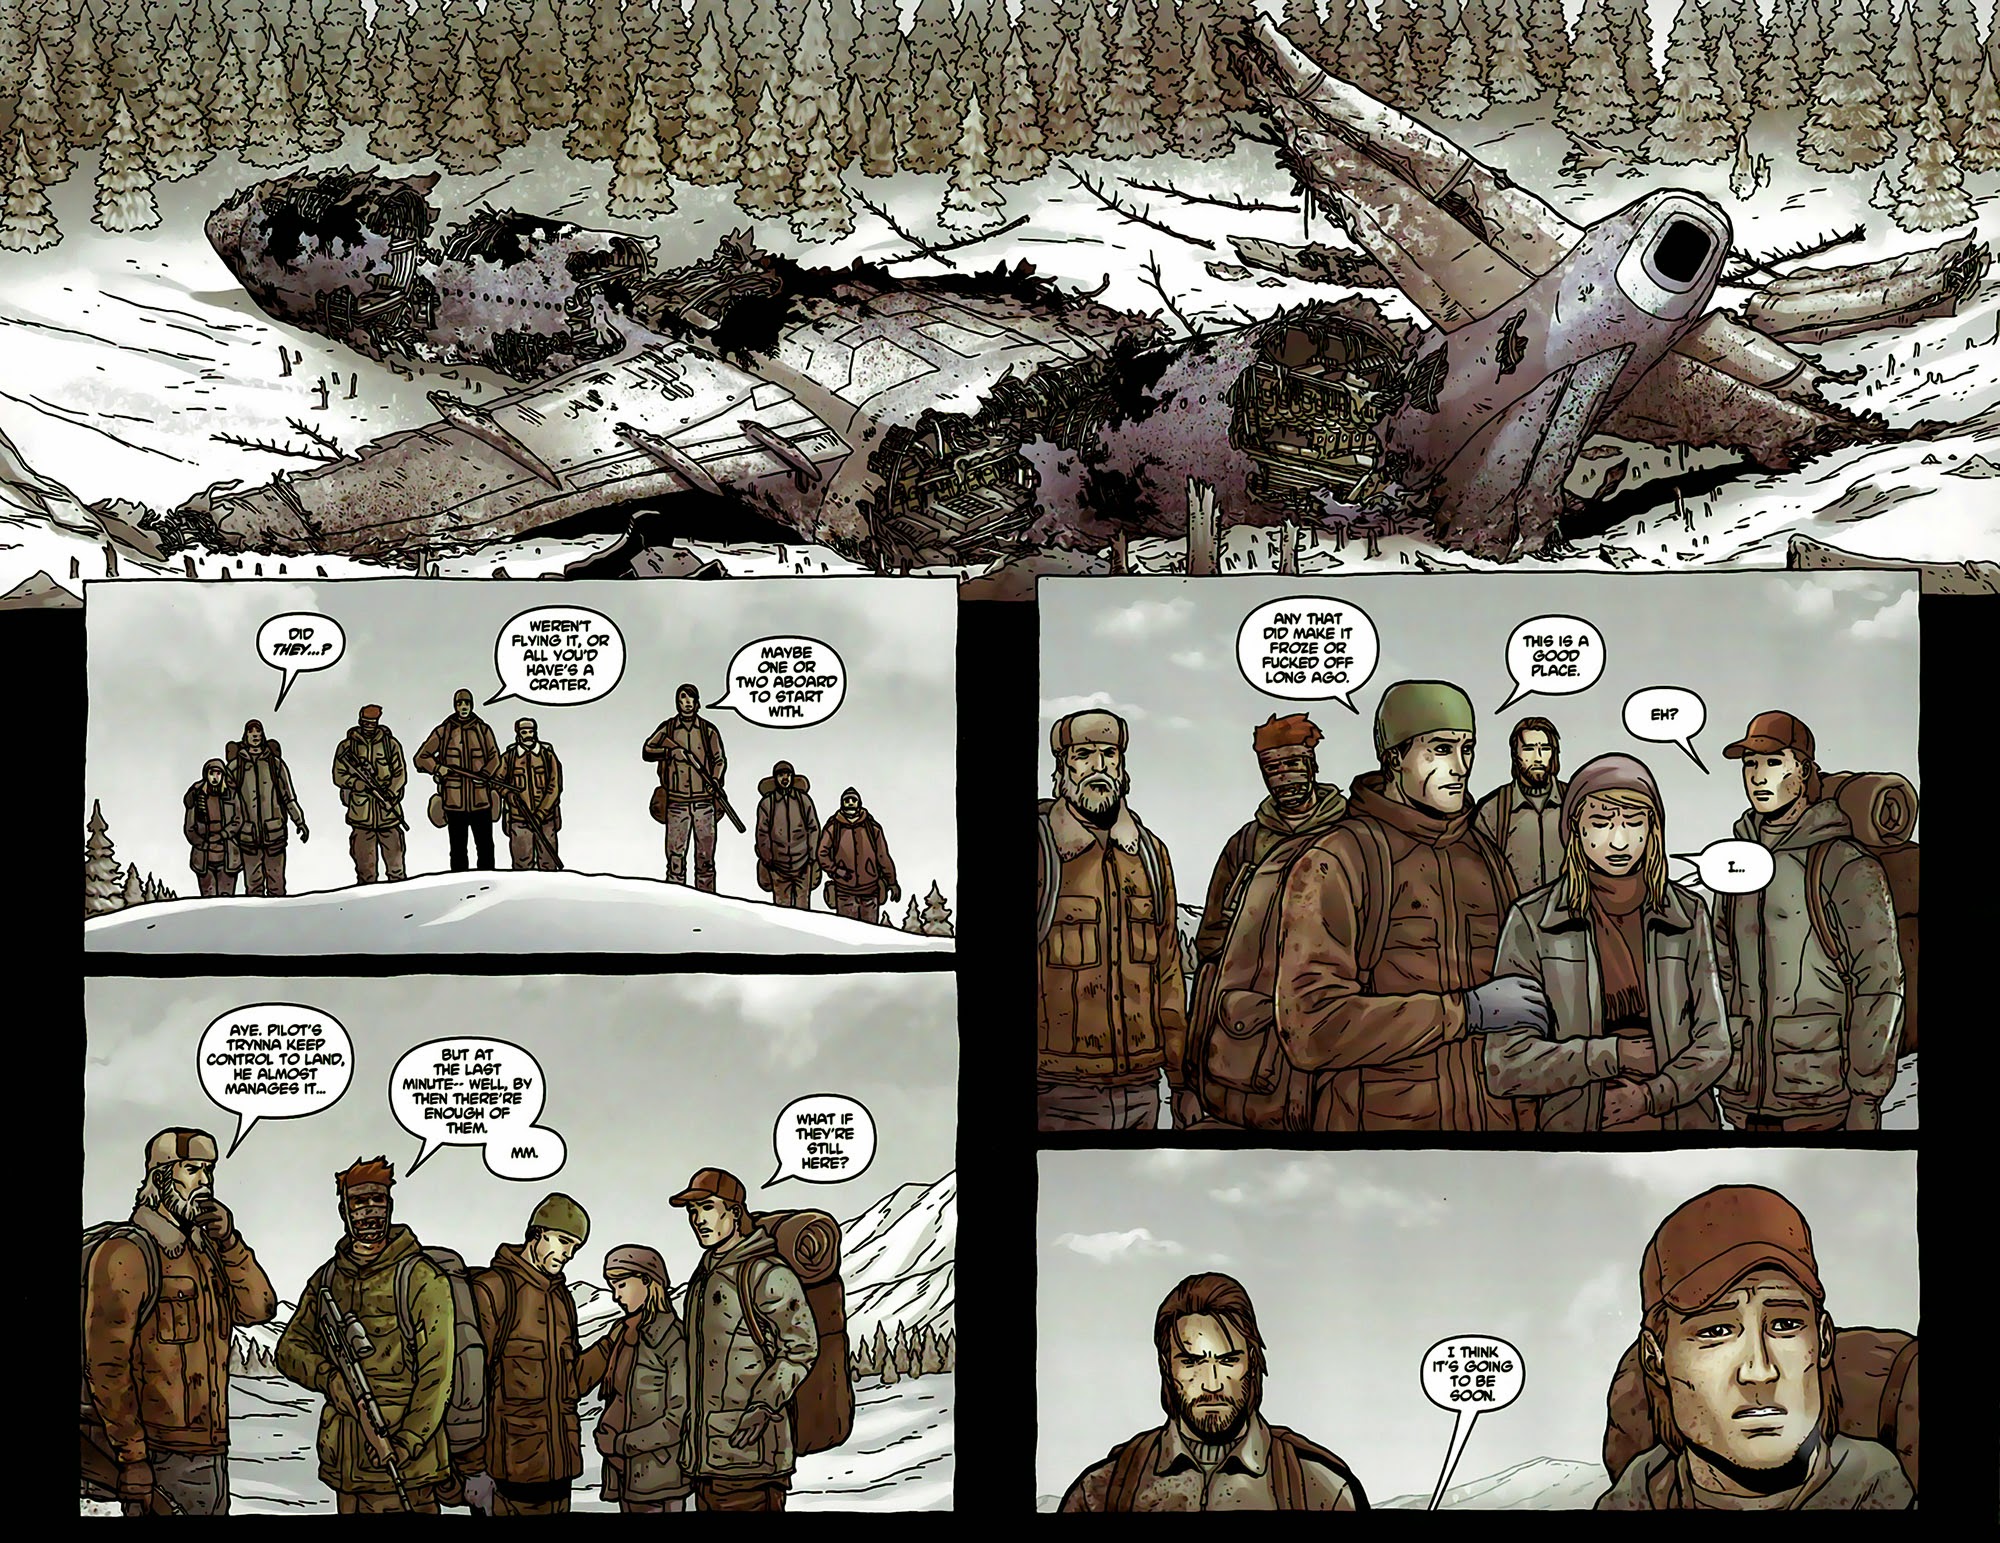 DID
THEY...?
WEREN'T
FLYING IT, OR
ALL YOU'D
HAVE'S A
CRATER.
MAYBE
ONE OR
TWO ABOARD
TO START
WITH.
AYE. PILOT'S
TRYNNA KEEP
CONTROL TO LAND,
HE ALMOST
MANAGES IT...
BUT AT
THE LAST
MINUTE-- WELL, BY
THEN THERE'RE
ENOUGH OF
THEM.
MM.
WHAT IF
THEY'RE
STILL
HERE?
ANY THAT
DID MAKE IT
FROZE OR
FUCKED OFF
LONG AGO.
THIS IS A
GOOD
PLACE.
EH?
I...
I THINK
IT'S GOING
TO BE
SOON.